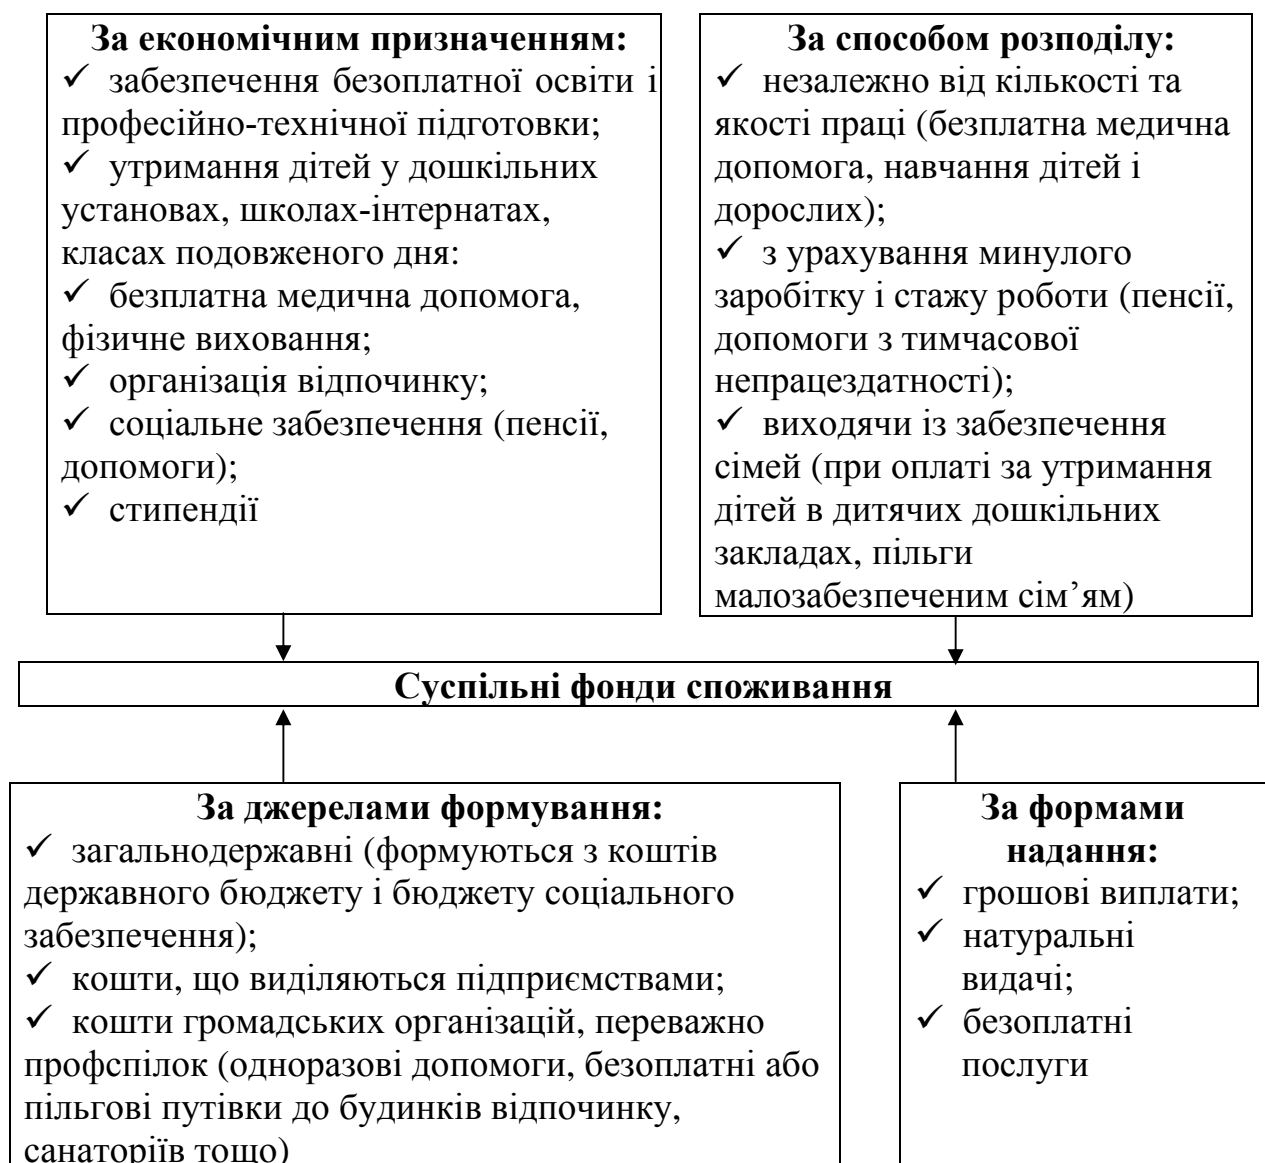 За економічним призначенням:
✓ забезпечення безоплатної освіти і
професійно-технічної підготовки;
✓ утримання дітей у дошкільних
установах, школах-інтернатах,
класах подовженого дня:
✓ безплатна медична допомога,
фізичне виховання;
✓ організація відпочинку;
✓ соціальне забезпечення (пенсії,
допомоги);
✓ стипендії
За способом розподілу:
✓ незалежно від кількості та
якості праці (безплатна медична
допомога, навчання дітей і
дорослих);
✓ з урахування минулого
заробітку і стажу роботи (пенсії,
допомоги з тимчасової
непрацездатності);
✓ виходячи із забезпечення
сімей (при оплаті за утримання
дітей в дитячих дошкільних
закладах, пільги
малозабезпеченим сім’ям)
Суспільні фонди споживання
За джерелами формування:
✓ загальнодержавні (формуються з коштів
державного бюджету і бюджету соціального
забезпечення);
✓ кошти, що виділяються підприємствами;
✓ кошти громадських організацій, переважно
профспілок (одноразові допомоги, безоплатні або
пільгові путівки до будинків відпочинку,
санаторіїв тощо)
За формами
надання:
✓ грошові виплати;
✓ натуральні
видачі;
✓ безоплатні
послуги